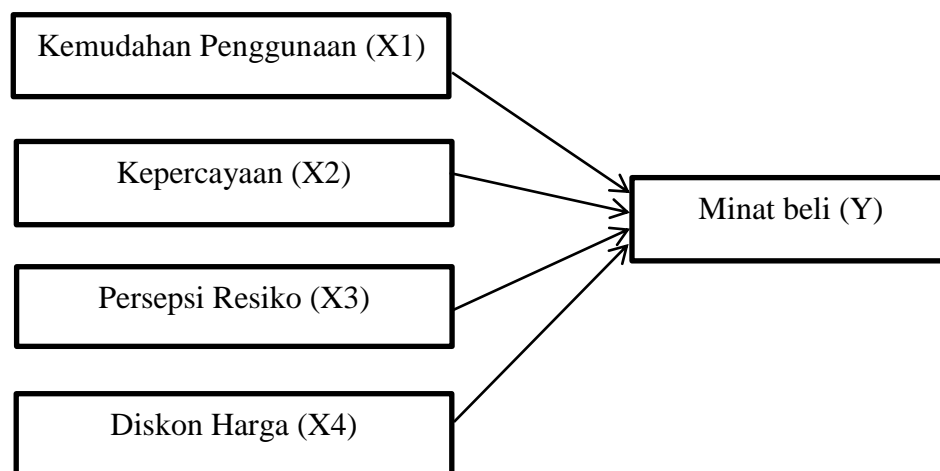 Kemudahan Penggunaan (X1)
Kepercayaan (X2)
Minat beli (Y)
Persepsi Resiko (X3)
Diskon Harga (X4)